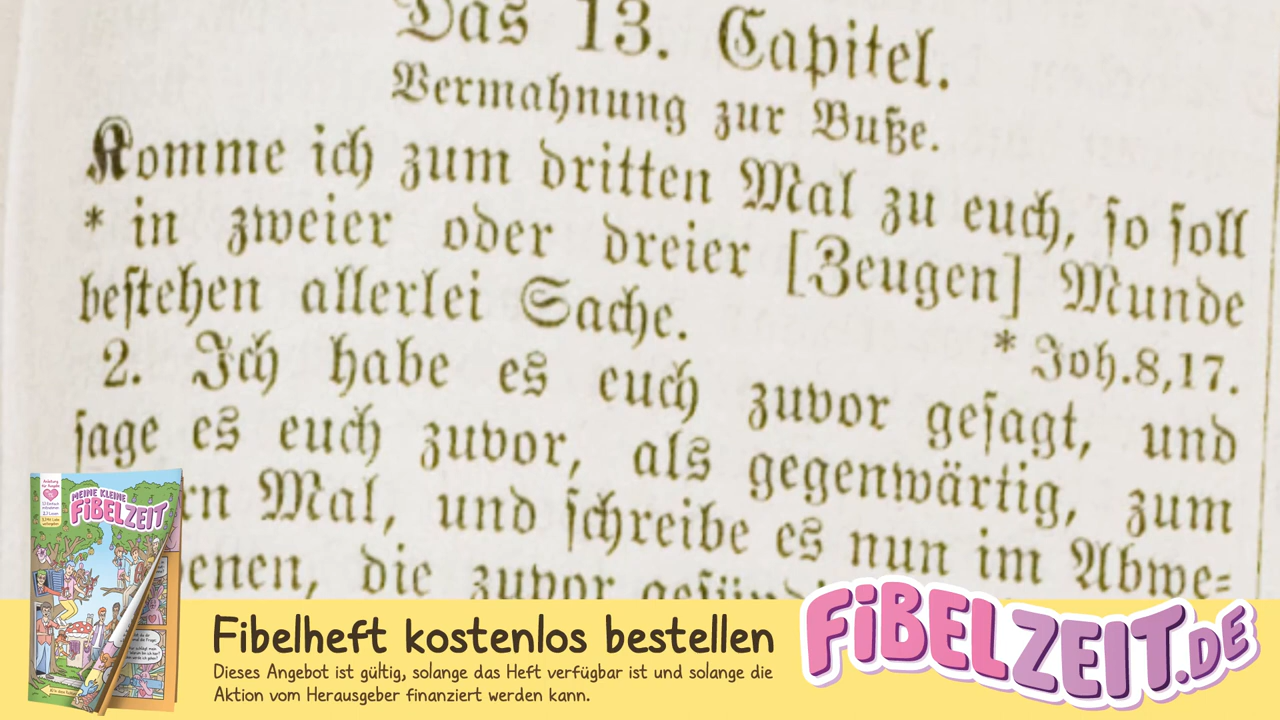 Das 13. Capitel.
Vermahnung zur Buße.
Komme ich zum dritten Mal zu euch, so soll
* in zweier oder dreier [Zeugen] Munde
bestehen allerlei Sache.
* Joh.8,17.
2. Ich habe es euch zuvor gesagt, und
sage es euch zuvor, als gegenwärtig, zum
Mal, und schreibe es nun im Abwe=
die zuvor
MEINE KLEINE
FIBELZEIT
Fibelheft kostenlos bestellen
Dieses Angebot ist gültig, solange das Heft verfügbar ist und solange die
Aktion vom Herausgeber finanziert werden kann.
FIBELZEIT.DE